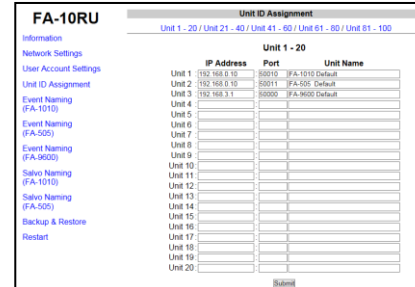 FA-10RU
Information
Network Settings
User Account Settings
Unit ID Assignment
Event Naming
(FA-1010)
Event Naming
(FA-505)
Event Naming
(FA-9600)
Salvo Naming
(FA-1010)
Salvo Naming
(FA-505)
Backup & Restore
Restart
Unit ID Assignment
Unit 1 - 20 / Unit 21 - 40 / Unit 41 - 60 / Unit 61 - 80 / Unit 81 - 100
Unit 1 - 20
IP Address Port Unit Name
Unit 1 : 192.168.0.10 : 50010 FA-1010 Default
Unit 2 : 192.168.0.10 : 50011 FA-505 Default
Unit 3 : 192.168.3.1 : 50000 FA-9600 Default
Unit 4 : :
Unit 5 : :
Unit 6 : :
Unit 7 : :
Unit 8 : :
Unit 9 : :
Unit 10 : :
Unit 11 : :
Unit 12 : :
Unit 13 : :
Unit 14 : :
Unit 15 : :
Unit 16 : :
Unit 17 : :
Unit 18 : :
Unit 19 : :
Unit 20 : :
Submit